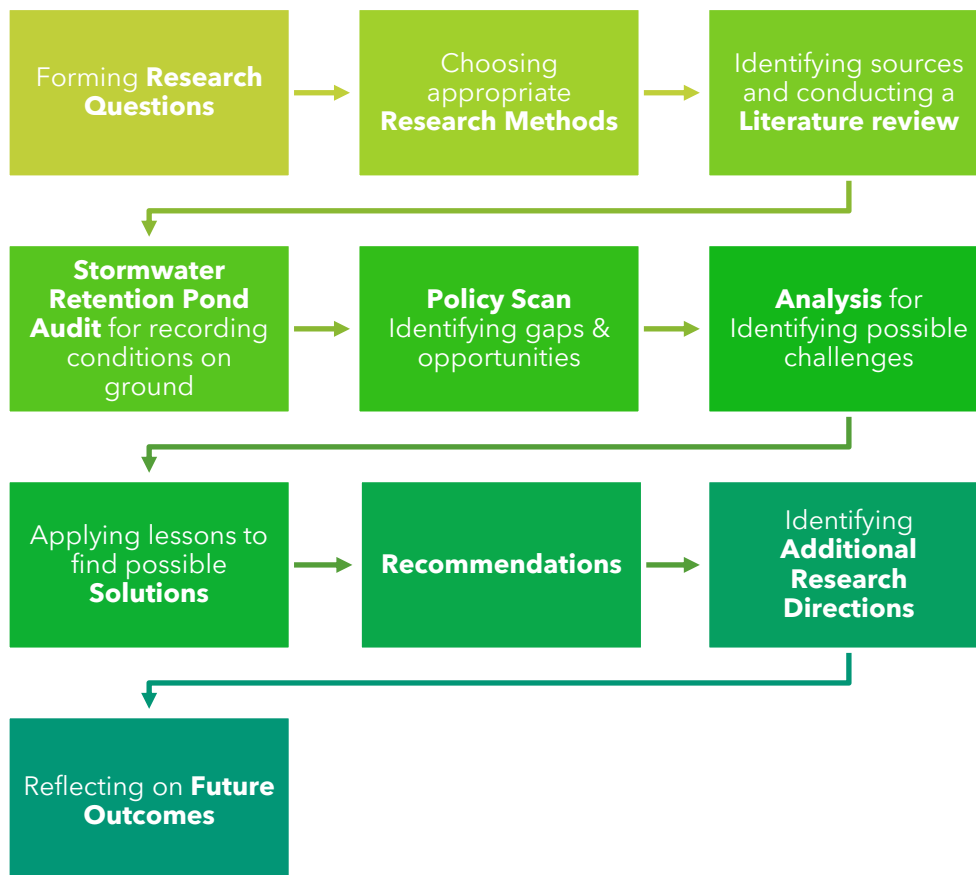 Forming Research
Questions
Choosing
appropriate
Research Methods
Identifying sources
and conducting a
Literature review
Stormwater
Retention Pond
Audit for recording
conditions on
ground
Policy Scan
Identifying gaps &
opportunities
Analysis for
Identifying possible
challenges
Applying lessons to
find possible
Solutions
Recommendations
Identifying
Additional
Research
Directions
Reflecting on Future
Outcomes